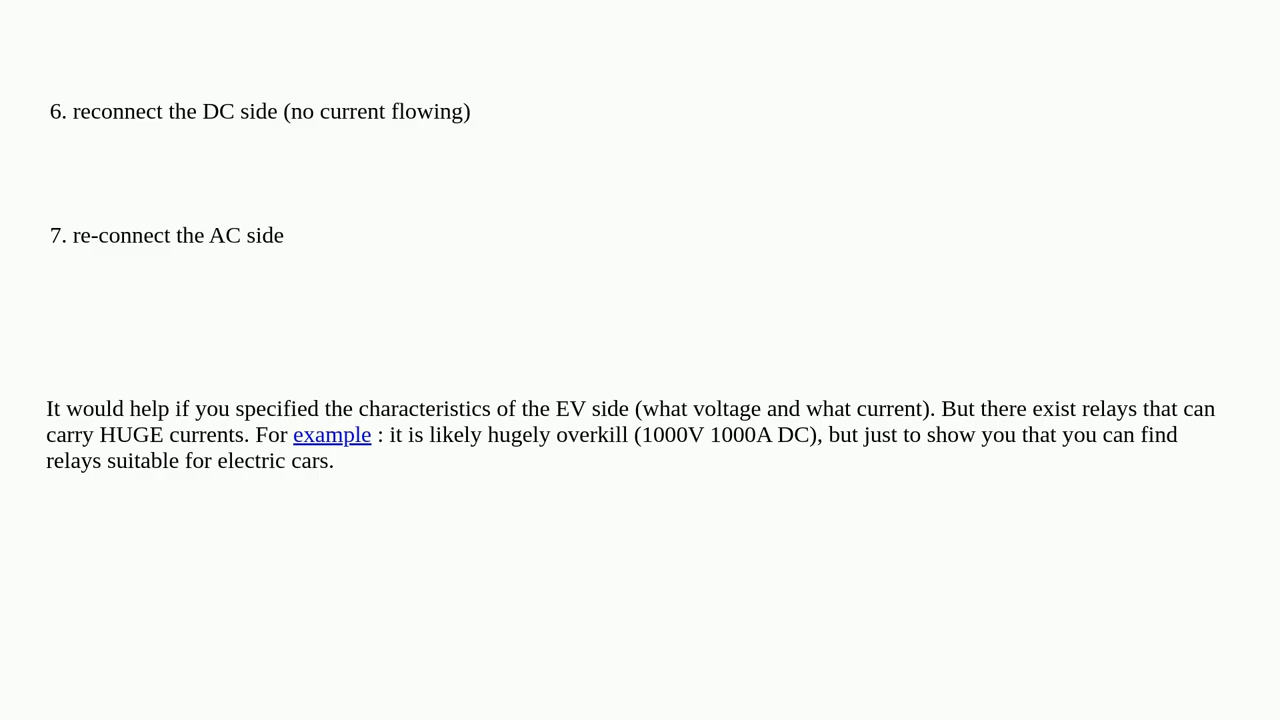 6. reconnect the DC side (no current flowing)
7. re-connect the AC side
It would help if you specified the characteristics of the EV side (what voltage and what current). But there exist relays that can
carry HUGE currents. For example : it is likely hugely overkill (1000V 1000A DC), but just to show you that you can find
relays suitable for electric cars.